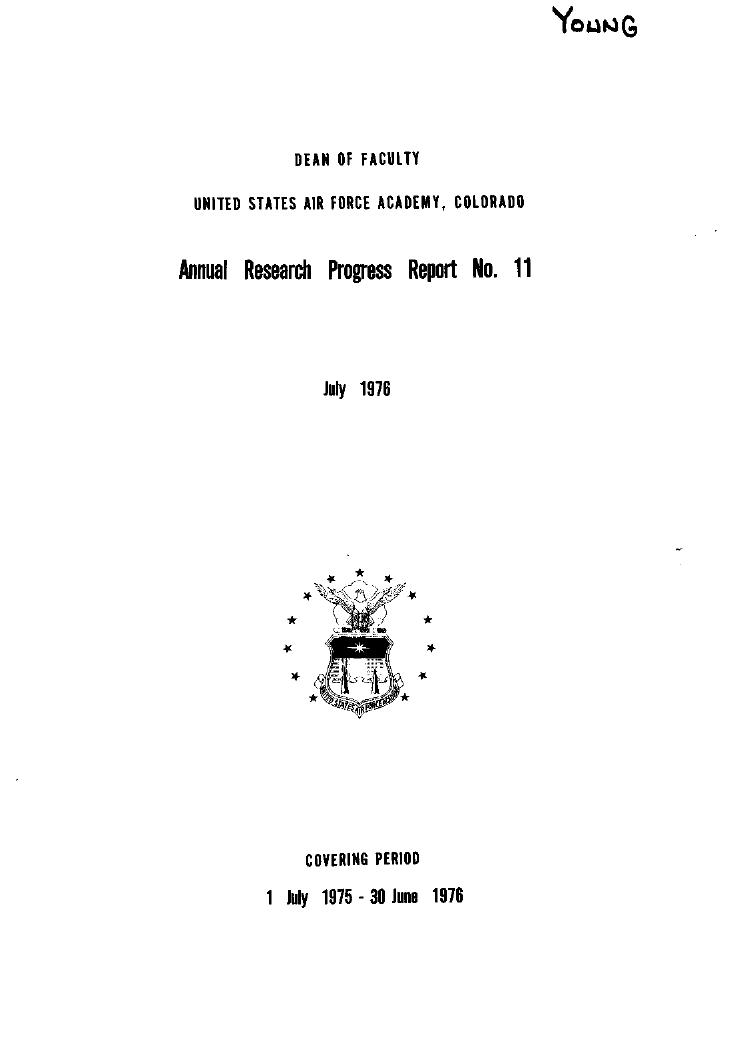 YOUNG
DEAN OF FACULTY
UNITED STATES AIR FORCE ACADEMY, COLORADO
Annual Research Progress Report No. 11
July 1976
UNITED STATES AIR FORCE ACADEMY
COVERING PERIOD
1 July 1975 - 30 June 1976